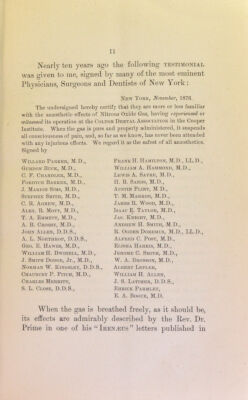 11
Nearly ten years ago the following TESTIMONIAL
was given to me, signed by many of the most eminent
Physicians, Surgeons and Dentists of New York:
NEW YORK, November, 1876.
The undersigned hereby certify that they are more or less familiar
with the anæsthetic effects of Nitrous Oxide Gas, having experienced or
witnessed its operation at the COLTON DENTAL ASSOCIATION in the Cooper
Institute. When the gas is pure and properly administered, it suspends
all consciousness of pain, and, so far as we know, has never been attended
with any injurious effects. We regard it as the safest of all anæsthetics.
Signed by
WILLARD PARKER, M.D.,
GURDON BUCK, M.D.,
C. F. CHANDLER, M.D.,
FORDYCE BARKER, M.D.,
J. MARION SIMS, M.D.,
STEPHEN SMITH, M.D.,
C. R. AGNEW, M.D.,
ALEX. B. MOTT, M.D.,
T. A. EMMETT, M.D.,
A. B. CROSBY, M.D.,
JOHN ALLEN, D.D.S.,
A. L. NORTHROP, D.D.S.,
GEO. E. HAWES, M.D.,
WILLIAM H. DWINELL, M.D.,
J. SMITH DODGE, JR., M.D.,
NORMAN W. KINGSLEY, D.D.S.,
CHAUNCEY P. FITCH, M.D.,
CHARLES MERRITT,
S. L. CLOSE, D.D.S.,
FRANK H. HAMILTON, M.D., LL.D.,
WILLIAM A. HAMMOND, M.D.,
LEWIS A. SAYRE, M.D.,
H. B. SANDS, M.D.,
AUSTIN FLINT, M.D.,
T. M. MARKOE, M.D.,
JAMES R. WOOD, M.D.,
ISAAC E. TAYLOR, M.D.,
JAS. KNIGHT, M.D.,
ANDREW H. SMITH, M.D.,
R. OGDEN DOREMUS, M.D., LL.D.,
ALFRED C. POST, M.D.,
ELISHA HARRIS, M.D.,
JEROME C. SMITH, M.D.,
W. A. BRONSON, M.D.,
ALBERT LEFLER,
WILLIAM H. ALLEN,
J. S. LATIMER, D.D.S.,
EHRICK PARMLEY,
E. A. BOGUE, M.D.
When the gas is breathed freely, as it should be,
its effects are admirably described by the Rev. Dr.
Prime in one of his "IRENÆUS" letters published in